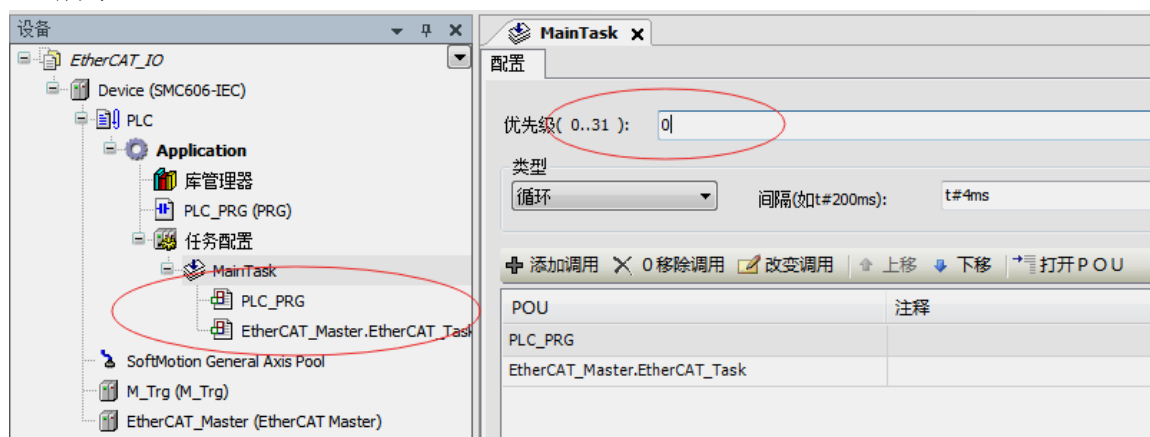 设备
EtherCAT_IO
Device (SMC606-IEC)
PLC
Application
库管理器
PLC_PRG (PRG)
任务配置
MainTask
PLC_PRG
EtherCAT_Master.EtherCAT_Task
SoftMotion General Axis Pool
M_Trg (M_Trg)
EtherCAT_Master (EtherCAT Master)
MainTask
配置
优先级( 0..31 ): 0
类型
循环 间隔(如t#200ms): t#4ms
添加调用 0移除调用 改变调用 上移 下移 打开POU
POU 注释
PLC_PRG
EtherCAT_Master.EtherCAT_Task